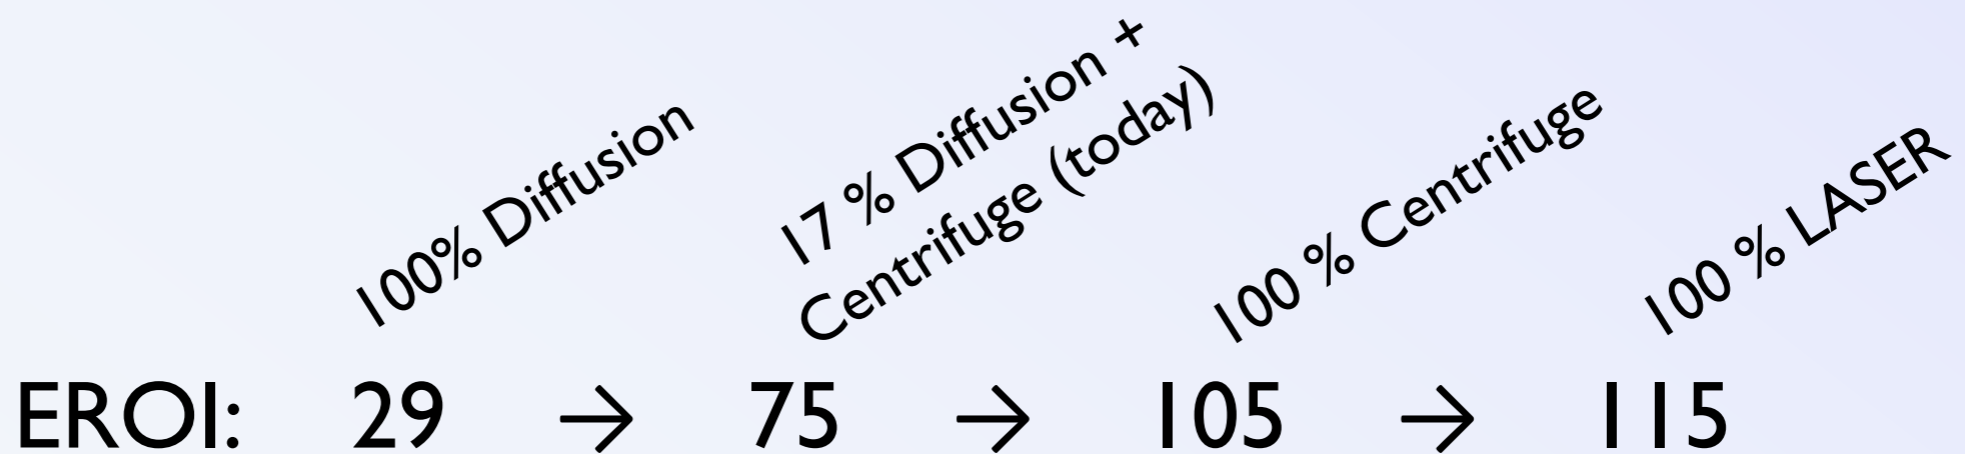 100% Diffusion
17 % Diffusion +
Centrifuge (today)
100 % Centrifuge
100 % LASER
EROI: 29 → 75 → 105 → 115